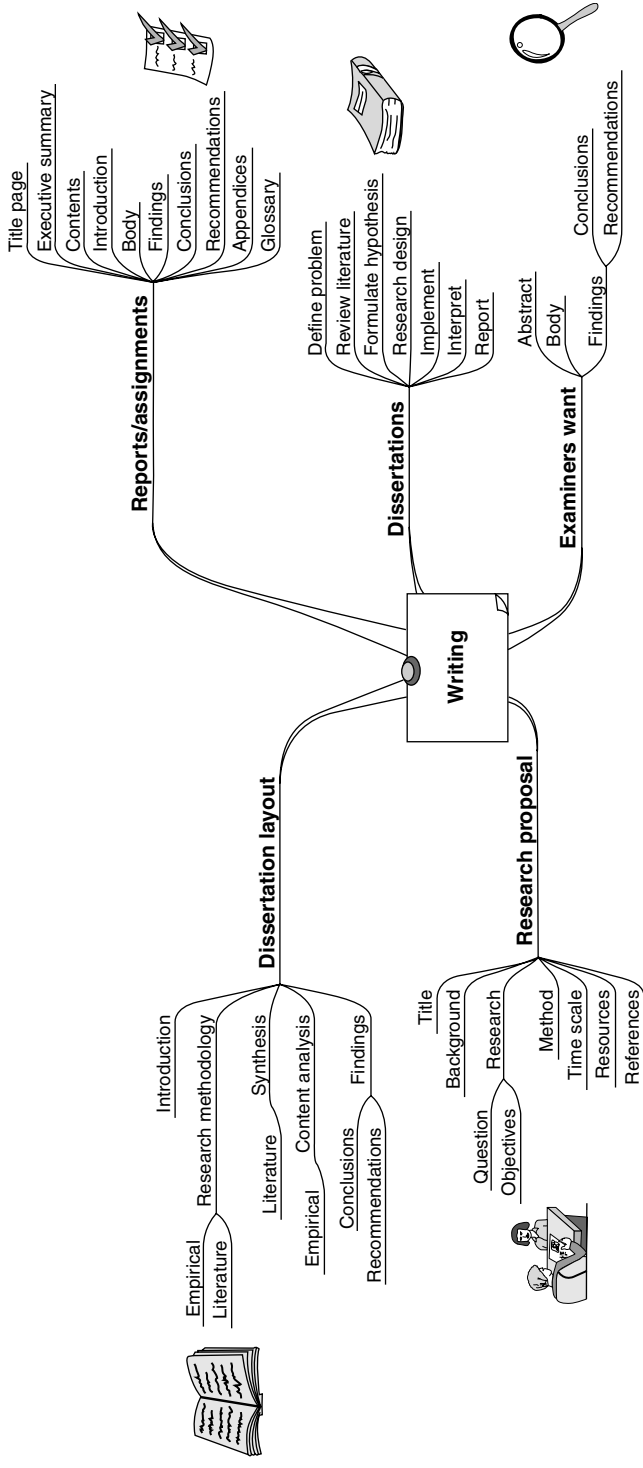 Writing
Reports/assignments
Title page
Executive summary
Contents
Introduction
Body
Findings
Conclusions
Recommendations
Appendices
Glossary
Dissertations
Define problem
Review literature
Formulate hypothesis
Research design
Implement
Interpret
Report
Examiners want
Abstract
Body
Findings
Conclusions
Recommendations
Dissertation layout
Introduction
Research methodology
Empirical
Literature
Synthesis
Literature
Content analysis
Empirical
Findings
Conclusions
Recommendations
Research proposal
Title
Background
Research
Question
Objectives
Method
Time scale
Resources
References